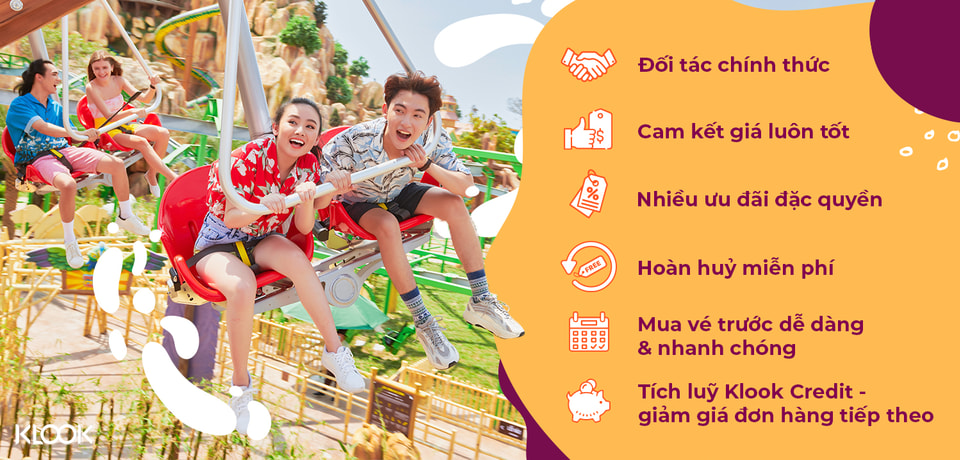 Đối tác chính thức
Cam kết giá luôn tốt
Nhiều ưu đãi đặc quyền
FREE
Hoàn huỷ miễn phí
Mua vé trước dễ dàng
& nhanh chóng
Tích luỹ Klook Credit -
giảm giá đơn hàng tiếp theo
KLOOK